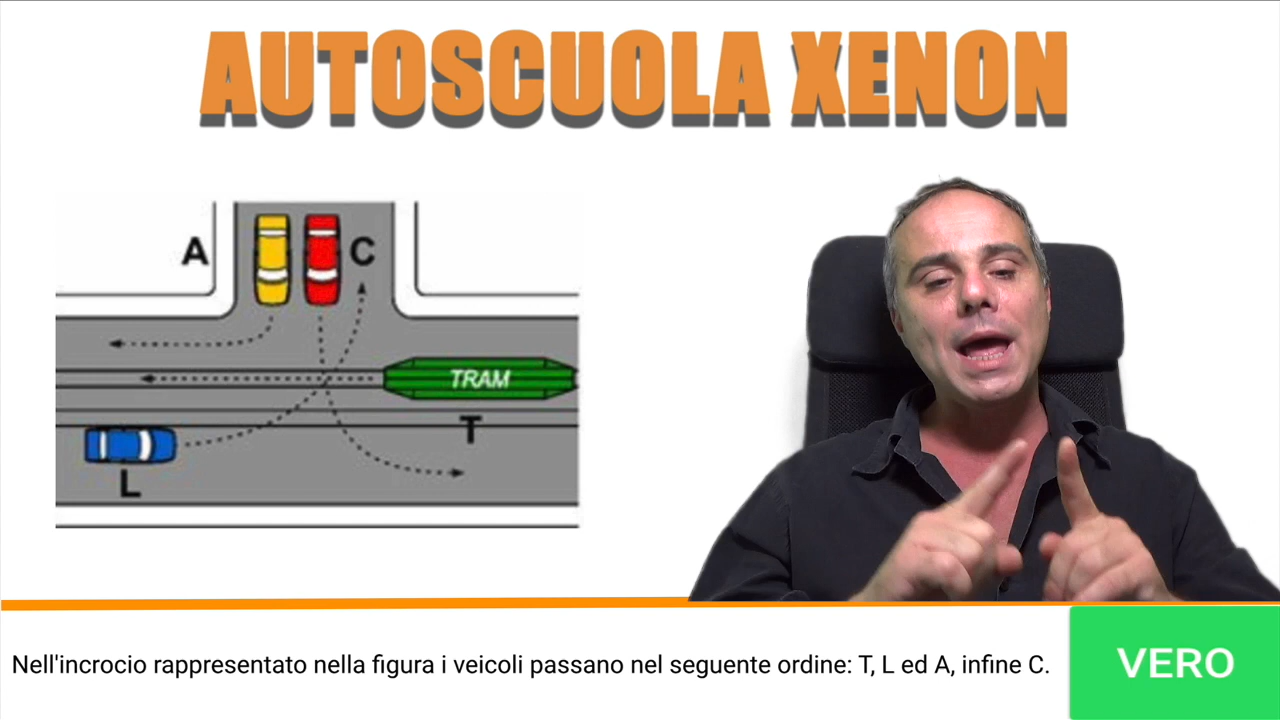 AUTOSCUOLA XENON
A
C
TRAM
T
L
Nell'incrocio rappresentato nella figura i veicoli passano nel seguente ordine: T, L ed A, infine C.
VERO